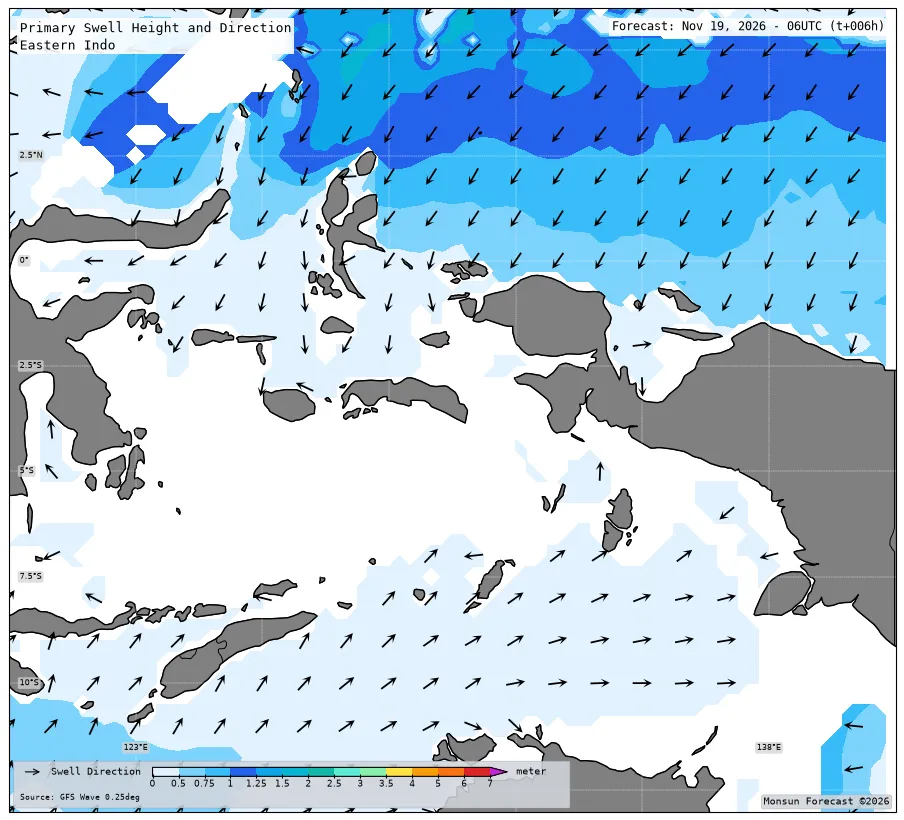 Primary Swell Height and Direction
Eastern Indo
Forecast: Nov 19, 2026 - 06UTC (t+006h)
2.5°N
0°
2.5°S
5°S
7.5°S
10°S
123°E
138°E
Swell Direction
0 0.5 0.75 1 1.25 1.5 2 2.5 3 3.5 4 5 6 7
meter
Source: GFS Wave 0.25deg
Monsun Forecast ©2026